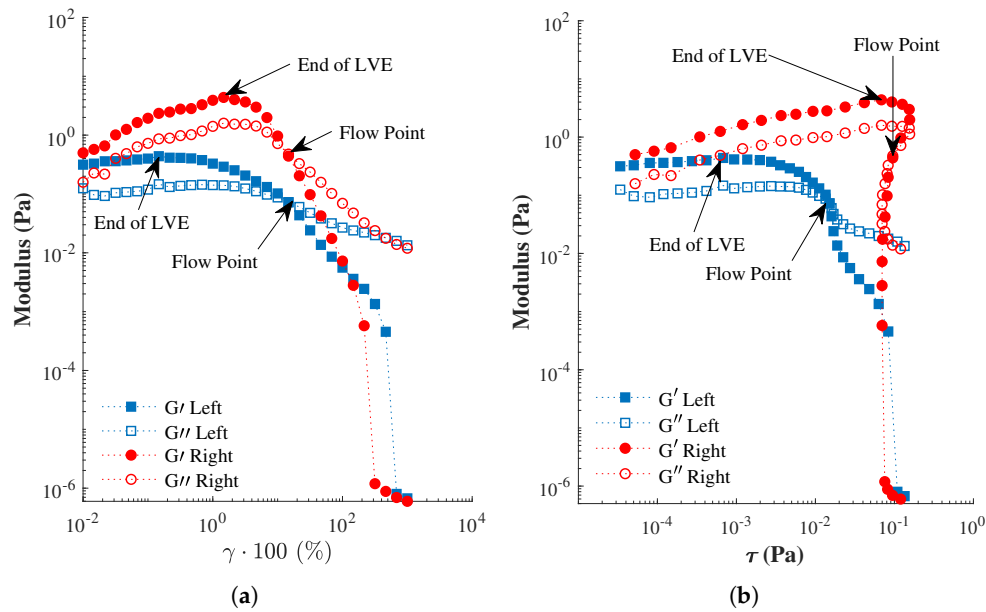 10^2
10^0
10^-2
10^-4
10^-6
Modulus (Pa)
End of LVE
Flow Point
End of LVE
Flow Point
G′ Left
G′′ Left
G′ Right
G′′ Right
10^-2
10^0
10^2
10^4
γ · 100 (%)
(a)
10^2
10^0
10^-2
10^-4
10^-6
Modulus (Pa)
Flow Point
End of LVE
End of LVE
Flow Point
G′ Left
G′′ Left
G′ Right
G′′ Right
10^-4
10^-3
10^-2
10^-1
10^0
τ (Pa)
(b)